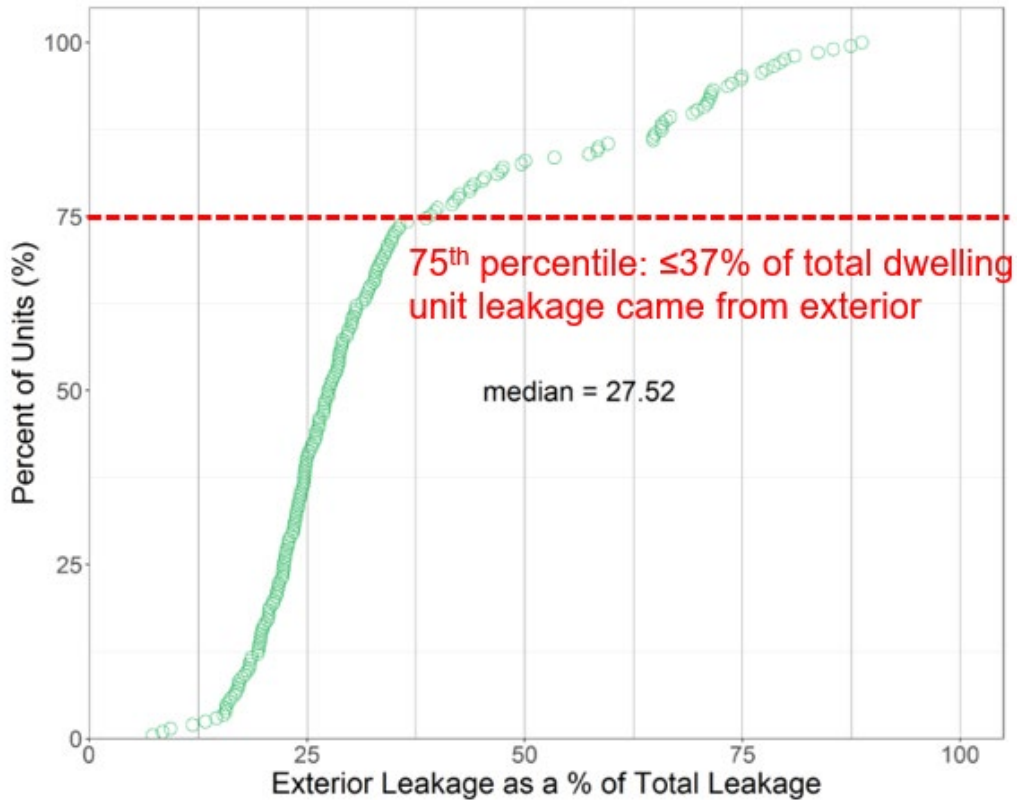 100
75
50
25
0
Percent of Units (%)
75th percentile: ≤37% of total dwelling
unit leakage came from exterior
median = 27.52
0 25 50 75 100
Exterior Leakage as a % of Total Leakage